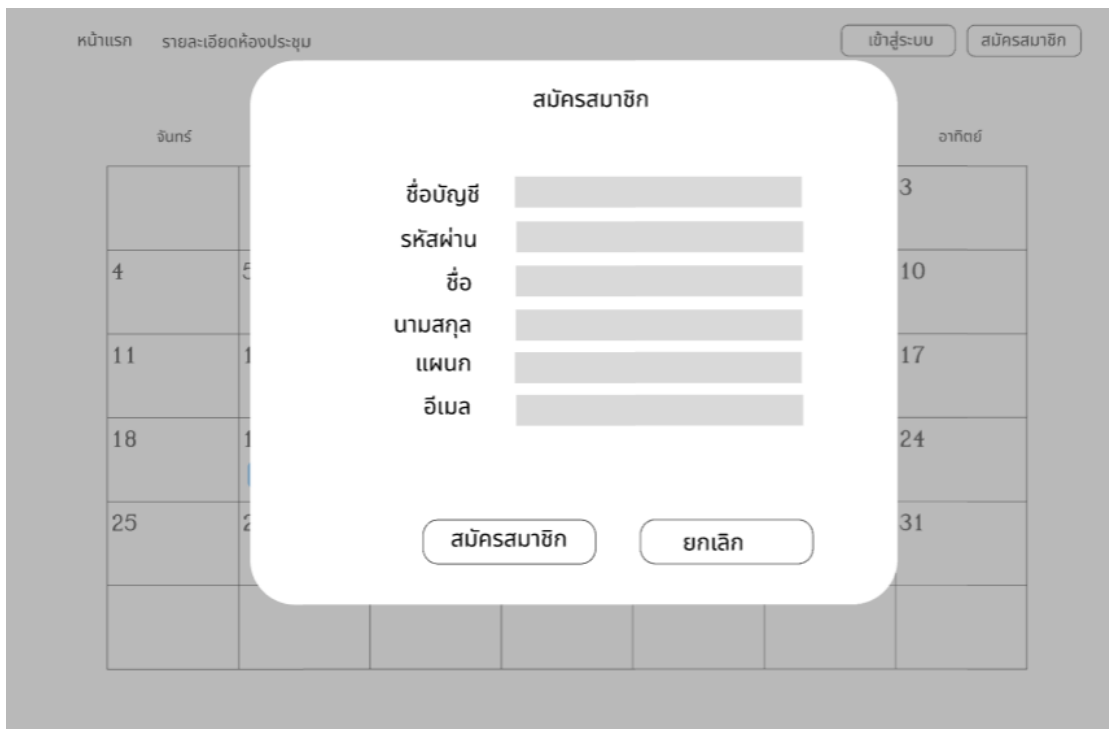 หน้าแรก รายละเอียดห้องประชุม เข้าสู่ระบบ สมัครสมาชิก
สมัครสมาชิก
จันทร์ อาทิตย์
ชื่อบัญชี
3
รหัสผ่าน
4 5 10
ชื่อ
นามสกุล
11 1 17
แผนก
อีเมล
18 1 24
25 2 31
สมัครสมาชิก ยกเลิก